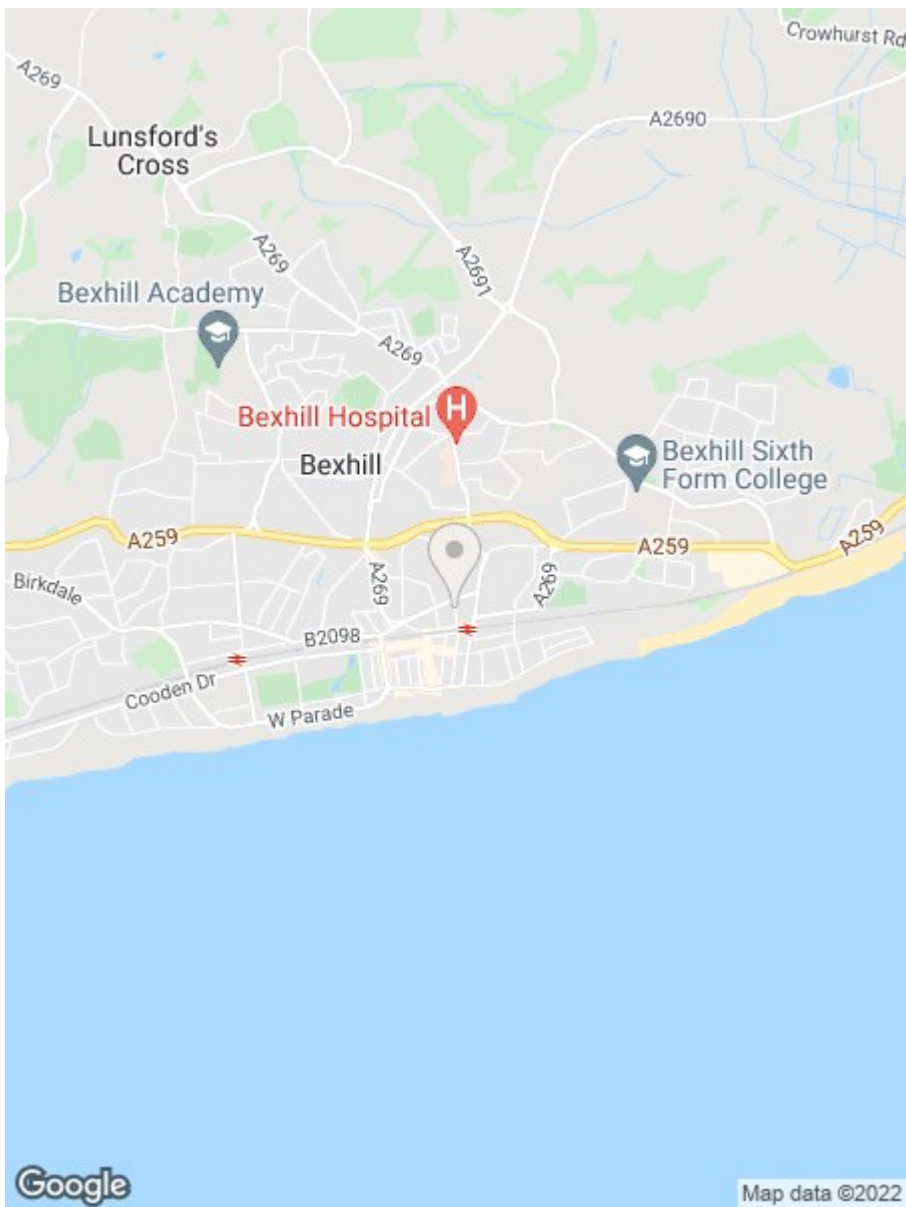 Crowhurst Rd
A269
A2690
Lunsford's
Cross
A269
A2691
Bexhill Academy
A269
Bexhill Hospital
H
Bexhill
Bexhill Sixth
Form College
A259
A259
A259
Birkdale
A269
A269
B2098
Cooden Dr
W Parade
Google
Map data ©2022